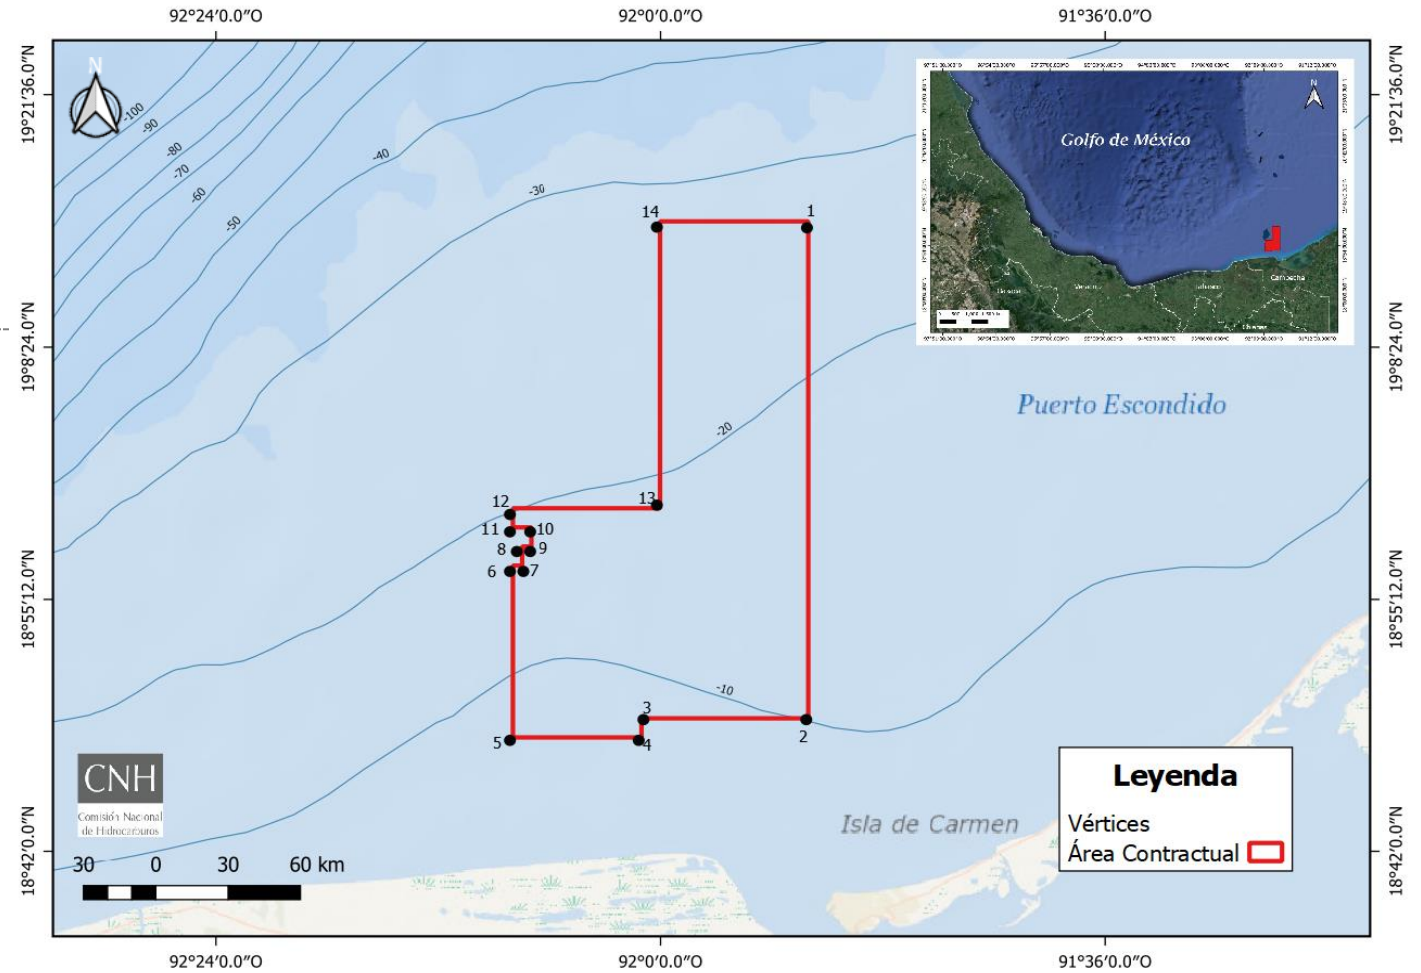 92°24'0.0"O 92°0'0.0"O 91°36'0.0"O
19°21'36.0"N
19°8'24.0"N
18°55'12.0"N
18°42'0.0"N
19°21'36.0"N
19°8'24.0"N
18°55'12.0"N
18°42'0.0"N
N
-100
-90
-80
-70
-60
-50
-40
-30
-20
-10
14 1
13
12
11 10
8 9
6 7
3
5 4 2
N
Golfo de México
Campeche
Puerto Escondido
Isla de Carmen
CNH
Comisión Nacional
de Hidrocarburos
30 0 30 60 km
Leyenda
Vértices
Área Contractual
92°24'0.0"O 92°0'0.0"O 91°36'0.0"O